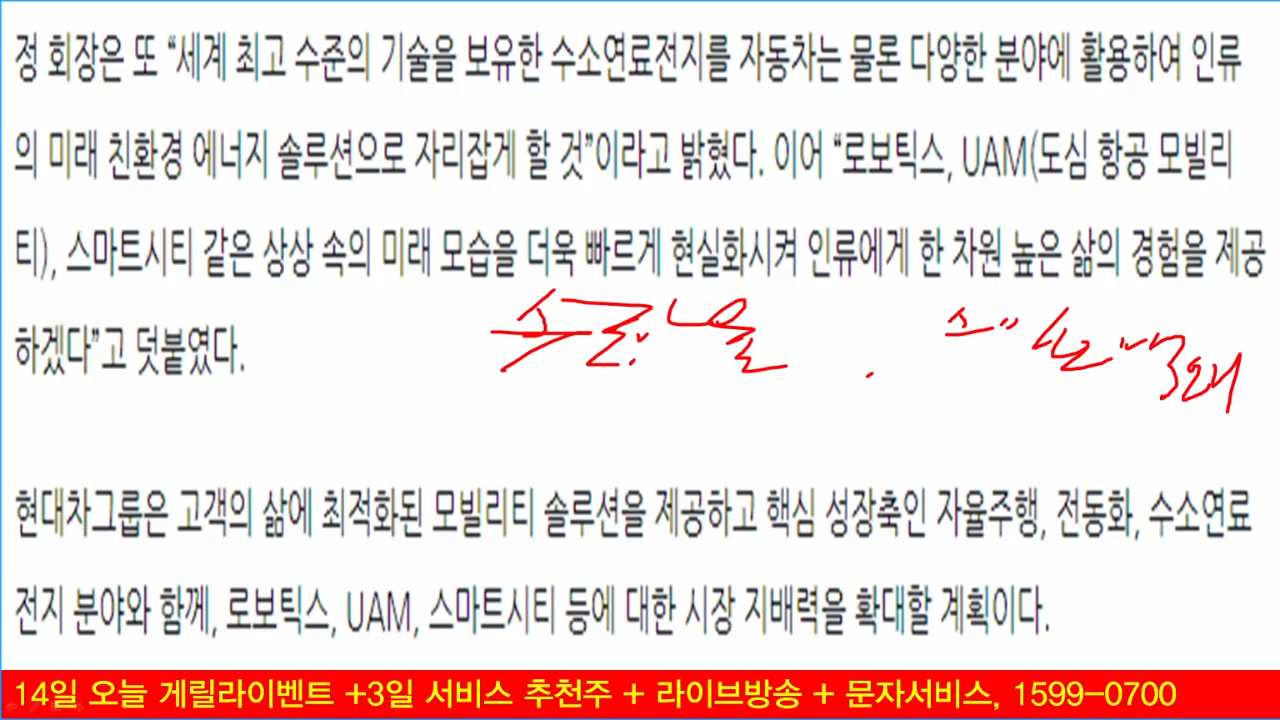 정 회장은 또 “세계 최고 수준의 기술을 보유한 수소연료전지를 자동차는 물론 다양한 분야에 활용하여 인류
의 미래 친환경 에너지 솔루션으로 자리잡게 할 것”이라고 밝혔다. 이어 “로보틱스, UAM(도심 항공 모빌리
티), 스마트시티 같은 상상 속의 미래 모습을 더욱 빠르게 현실화시켜 인류에게 한 차원 높은 삶의 경험을 제공
하겠다”고 덧붙였다.
현대차그룹은 고객의 삶에 최적화된 모빌리티 솔루션을 제공하고 핵심 성장축인 자율주행, 전동화, 수소연료
전지 분야와 함께, 로보틱스, UAM, 스마트시티 등에 대한 시장 지배력을 확대할 계획이다.
14일 오늘 게릴라이벤트 +3일 서비스 추천주 + 라이브방송 + 문자서비스, 1599-0700